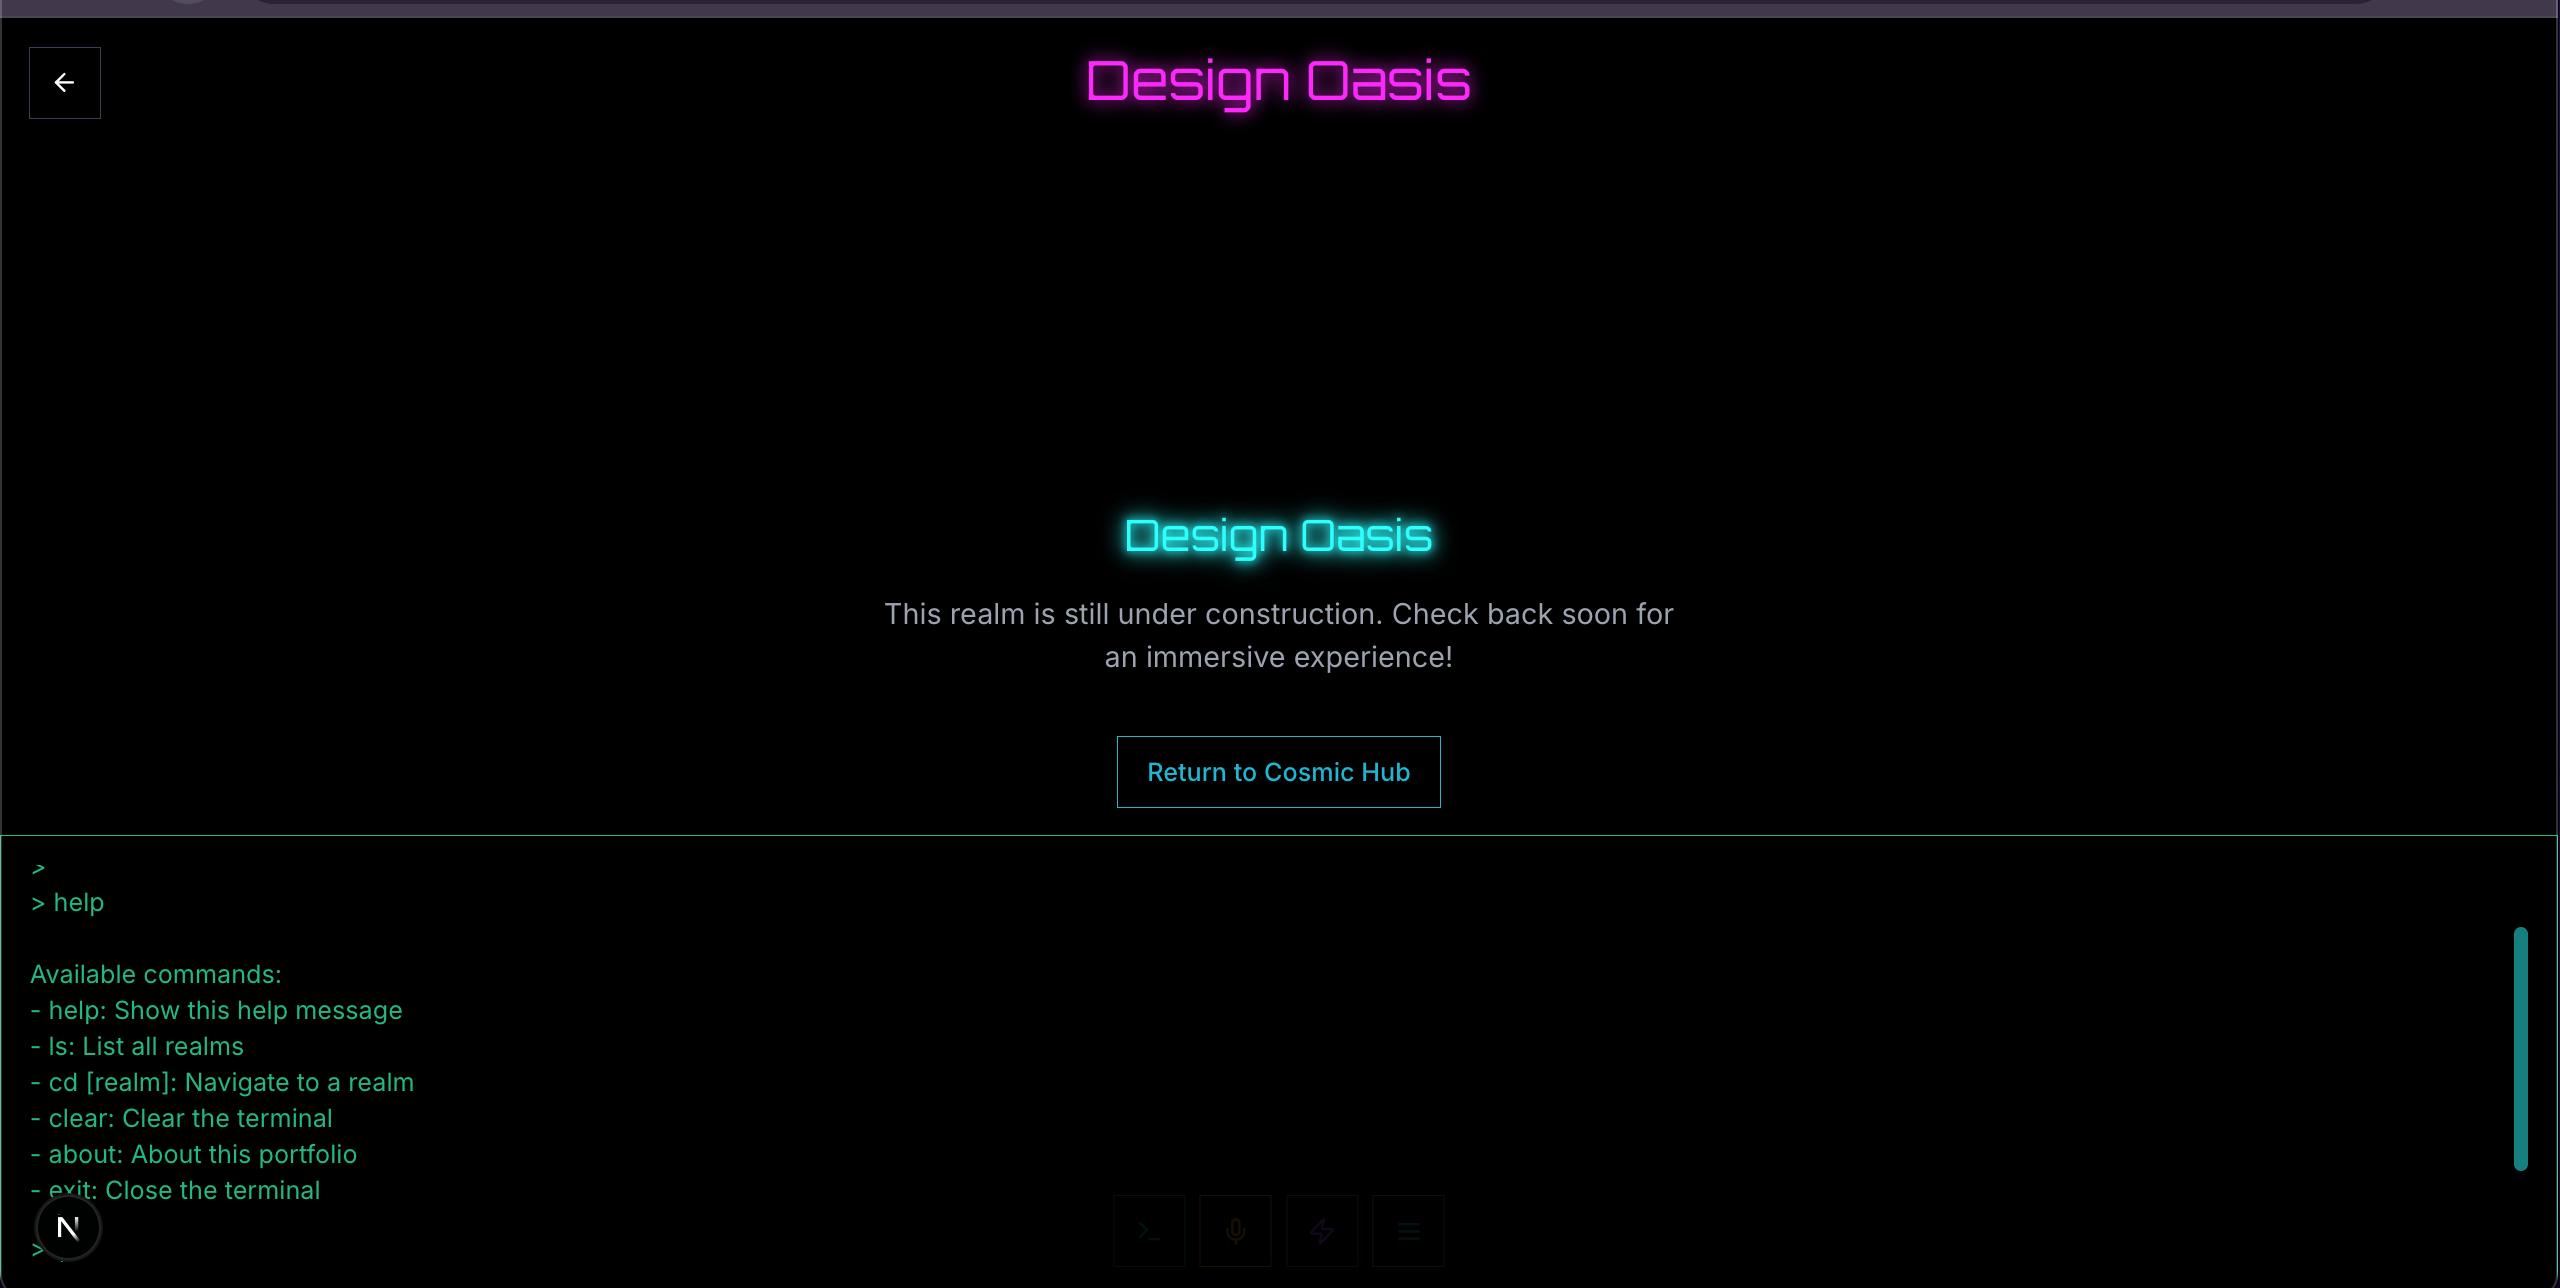 Design Oasis
Design Oasis
This realm is still under construction. Check back soon for
an immersive experience!
Return to Cosmic Hub
>
> help
Available commands:
- help: Show this help message
- ls: List all realms
- cd [realm]: Navigate to a realm
- clear: Clear the terminal
- about: About this portfolio
- exit: Close the terminal
N
>